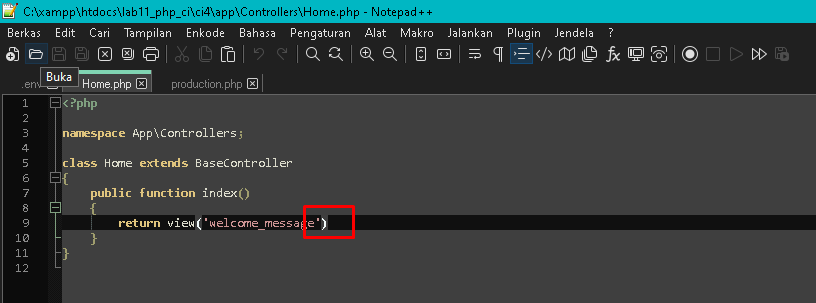 C:\xampp\htdocs\lab11_php_ci\ci4\app\Controllers\Home.php - Notepad++
Berkas Edit Cari Tampilan Enkode Bahasa Pengaturan Alat Makro Jalankan Plugin Jendela ?
Buka
.env Home.php production.php
1 <?php
2
3 namespace App\Controllers;
4
5 class Home extends BaseController
6 {
7 public function index()
8 {
9 return view('welcome_message')
10 }
11 }
12